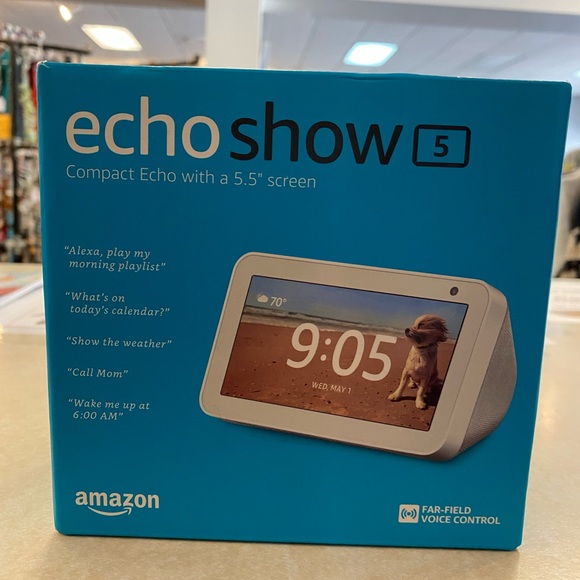 echo show 5
Compact Echo with a 5.5" screen
"Alexa, play my
morning playlist"
"What's on
today's calendar?"
"Show the weather"
"Call Mom"
"Wake me up at
6:00 AM"
70°
9:05
WED, MAY 1
amazon
FAR-FIELD
VOICE CONTROL